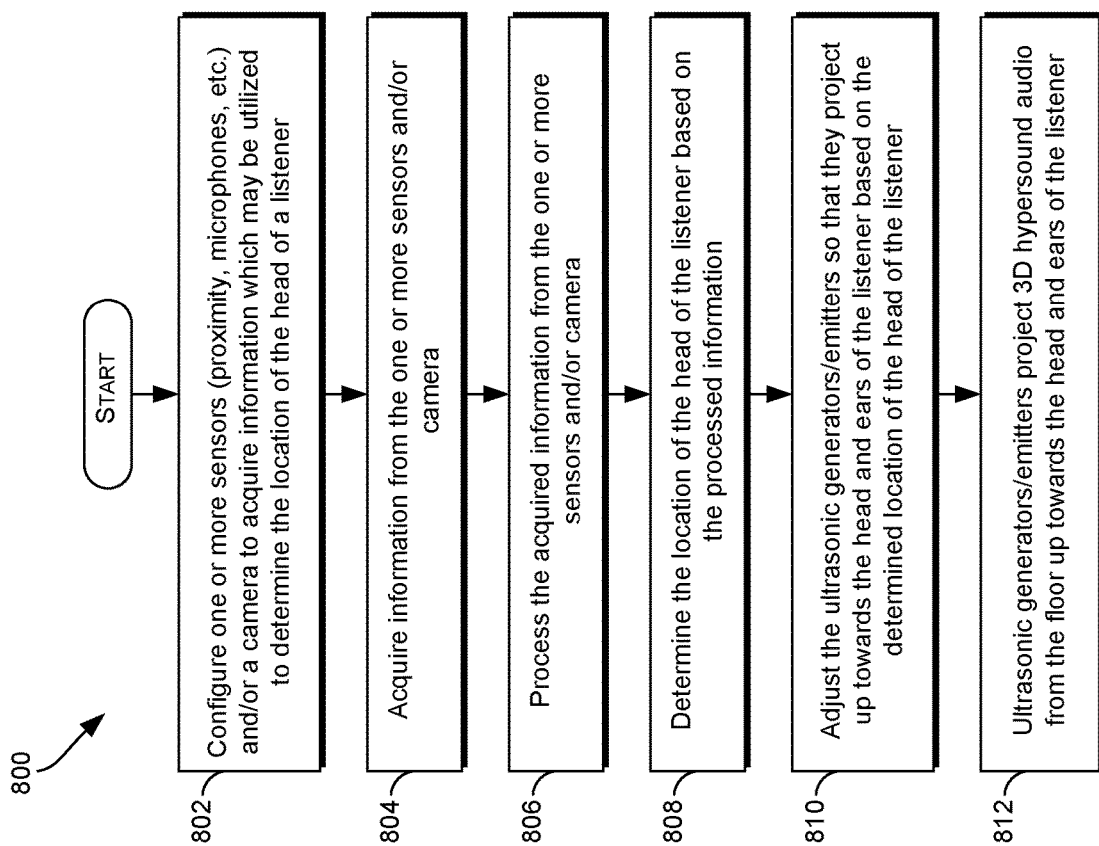 800
START
802
Configure one or more sensors (proximity, microphones, etc.)
and/or a camera to acquire information which may be utilized
to determine the location of the head of a listener
804
Acquire information from the one or more sensors and/or
camera
806
Process the acquired information from the one or more
sensors and/or camera
808
Determine the location of the head of the listener based on
the processed information
810
Adjust the ultrasonic generators/emitters so that they project
up towards the head and ears of the listener based on the
determined location of the head of the listener
812
Ultrasonic generators/emitters project 3D hypersound audio
from the floor up towards the head and ears of the listener